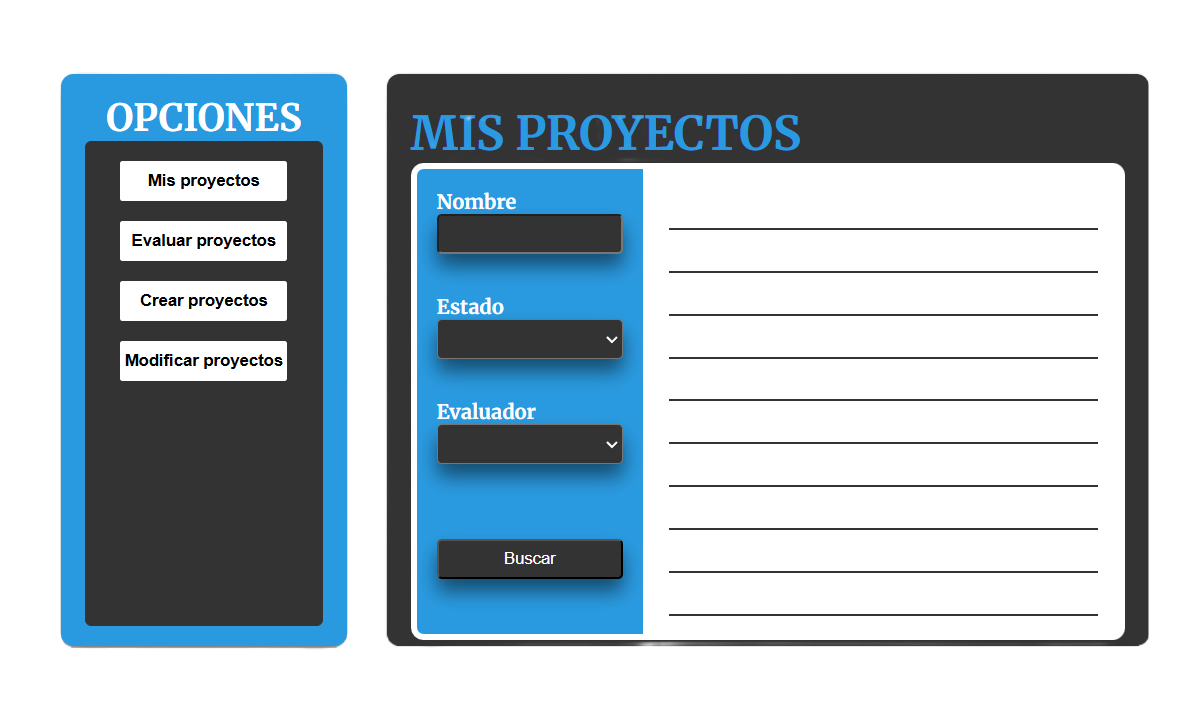 OPCIONES
Mis proyectos
Evaluar proyectos
Crear proyectos
Modificar proyectos
MIS PROYECTOS
Nombre
Estado
Evaluador
Buscar